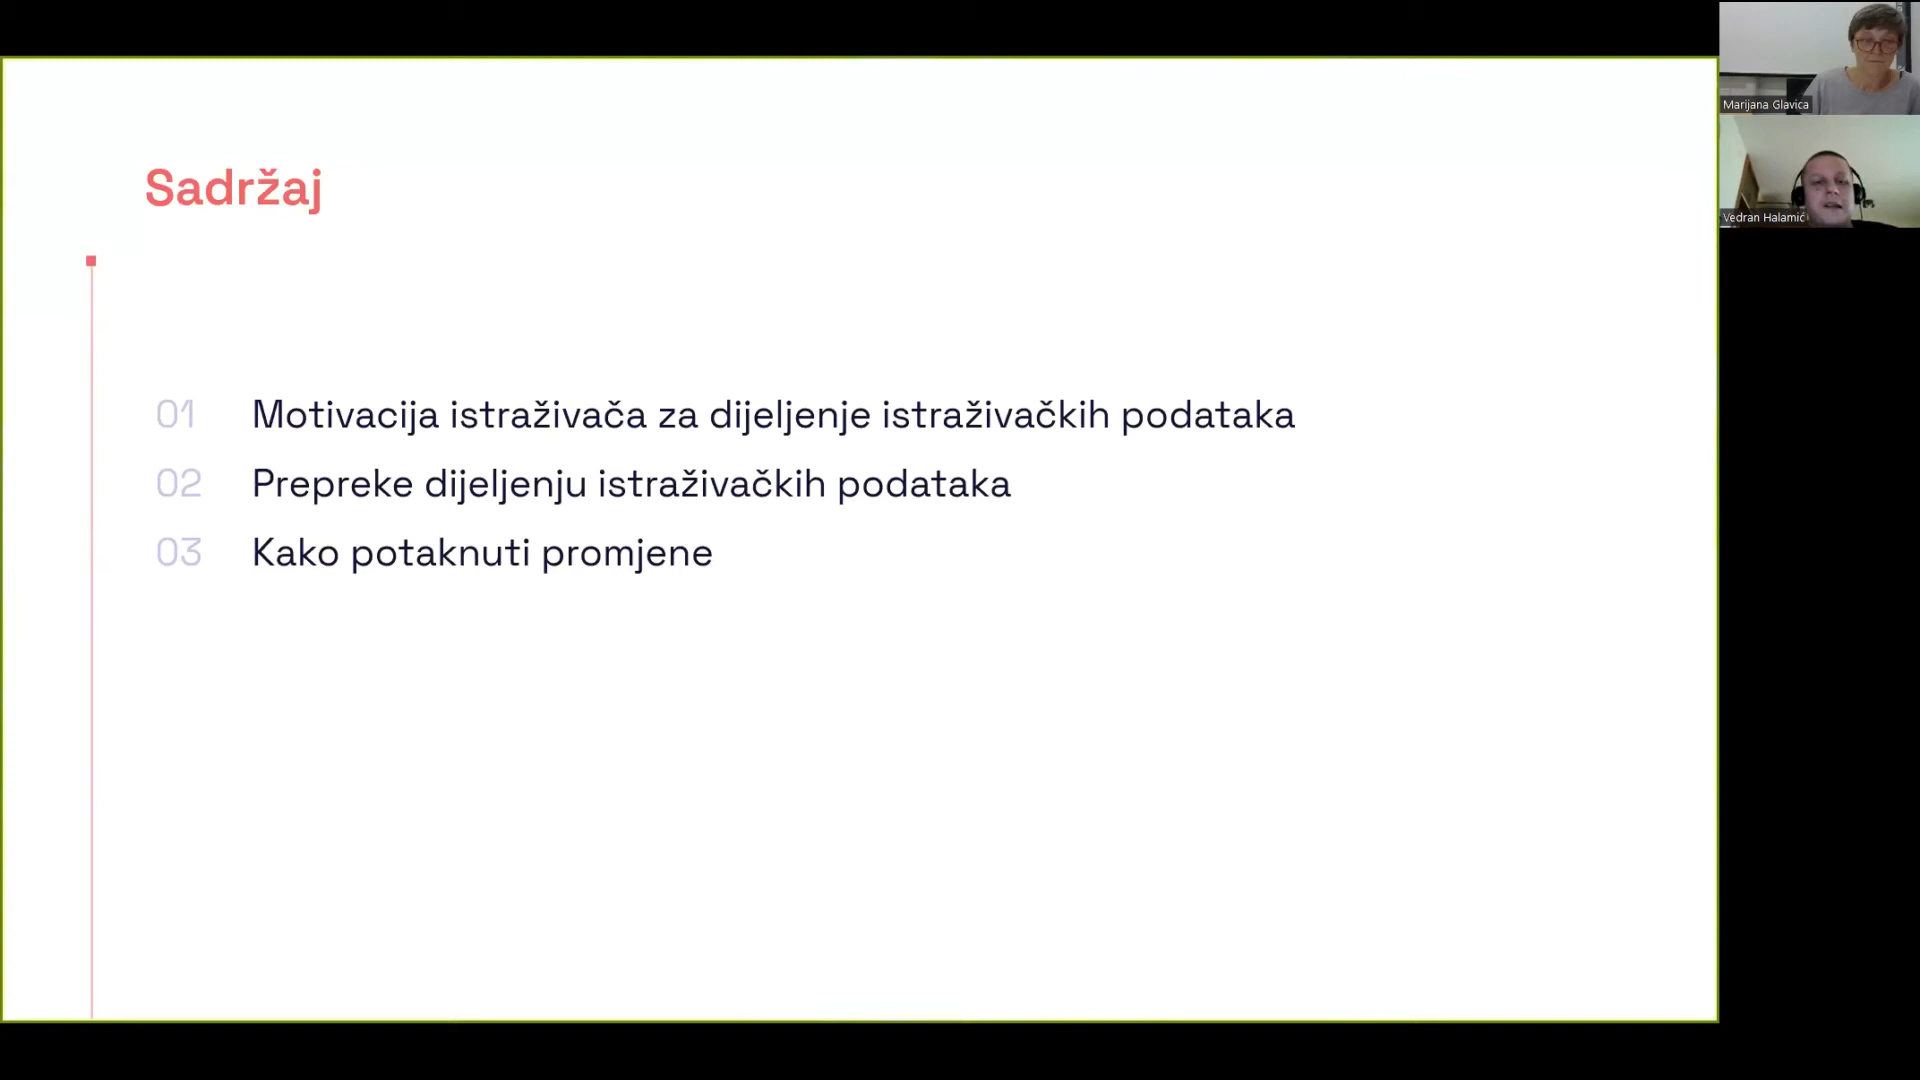 Sadržaj
01 Motivacija istraživača za dijeljenje istraživačkih podataka
02 Prepreke dijeljenju istraživačkih podataka
03 Kako potaknuti promjene
Marijana Glavica
Vedran Halamić